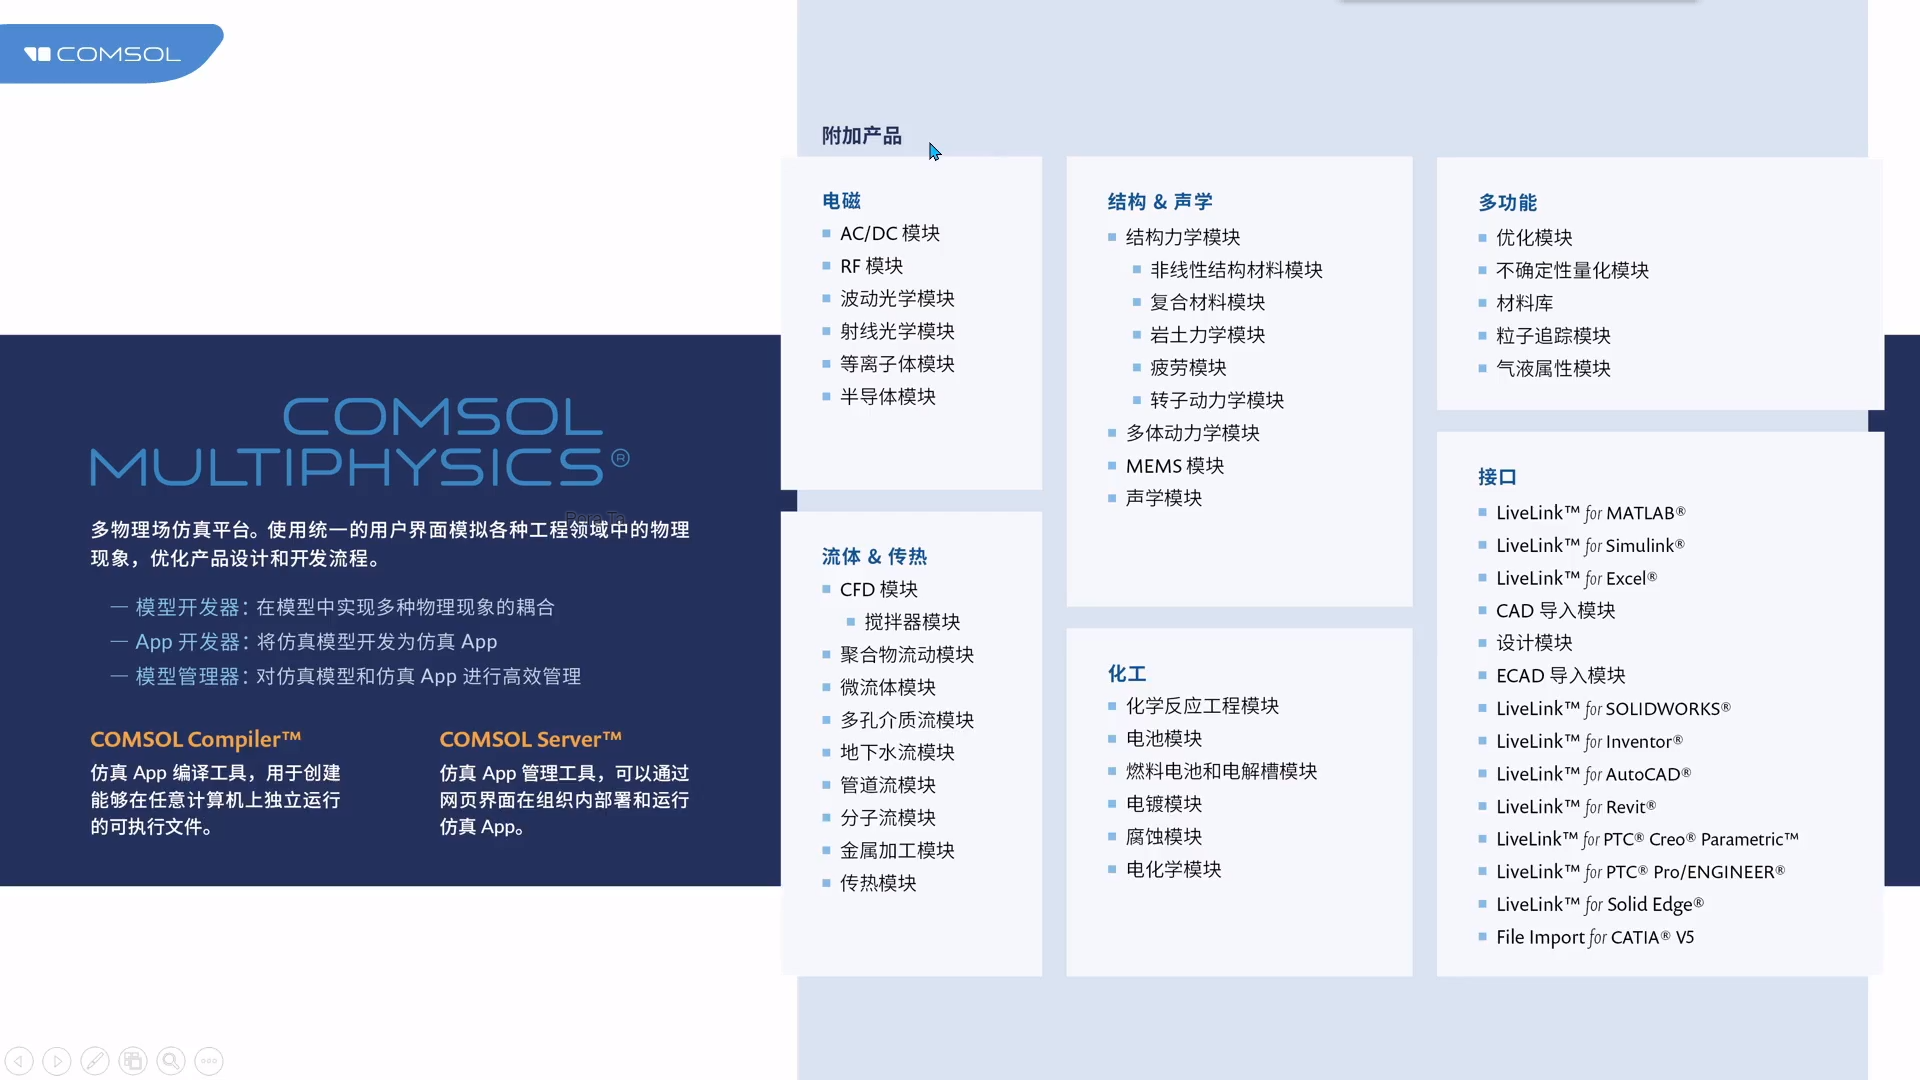 COMSOL
COMSOL
MULTIPHYSICS®
多物理场仿真平台。使用统一的用户界面模拟各种工程领域中的物理
现象，优化产品设计和开发流程。
— 模型开发器：在模型中实现多种物理现象的耦合
— App 开发器：将仿真模型开发为仿真 App
— 模型管理器：对仿真模型和仿真 App 进行高效管理
COMSOL Compiler™
仿真 App 编译工具，用于创建
能够在任意计算机上独立运行
的可执行文件。
COMSOL Server™
仿真 App 管理工具，可以通过
网页界面在组织内部署和运行
仿真 App。
附加产品
电磁
AC/DC 模块
RF 模块
波动光学模块
射线光学模块
等离子体模块
半导体模块
流体 & 传热
CFD 模块
搅拌器模块
聚合物流动模块
微流体模块
多孔介质流模块
地下水流模块
管道流模块
分子流模块
金属加工模块
传热模块
结构 & 声学
结构力学模块
非线性结构材料模块
复合材料模块
岩土力学模块
疲劳模块
转子动力学模块
多体动力学模块
MEMS 模块
声学模块
化工
化学反应工程模块
电池模块
燃料电池和电解槽模块
电镀模块
腐蚀模块
电化学模块
多功能
优化模块
不确定性量化模块
材料库
粒子追踪模块
气液属性模块
接口
LiveLink™ for MATLAB®
LiveLink™ for Simulink®
LiveLink™ for Excel®
CAD 导入模块
设计模块
ECAD 导入模块
LiveLink™ for SOLIDWORKS®
LiveLink™ for Inventor®
LiveLink™ for AutoCAD®
LiveLink™ for Revit®
LiveLink™ for PTC® Creo® Parametric™
LiveLink™ for PTC® Pro/ENGINEER®
LiveLink™ for Solid Edge®
File Import for CATIA® V5